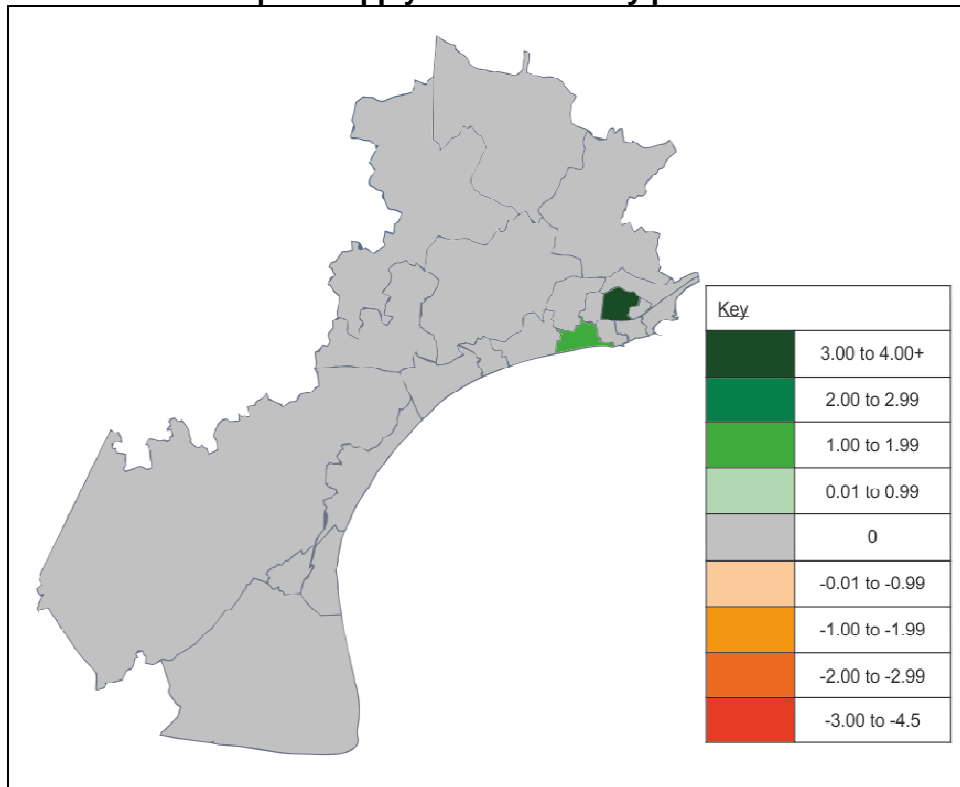 Key
3.00 to 4.00+
2.00 to 2.99
1.00 to 1.99
0.01 to 0.99
0
-0.01 to -0.99
-1.00 to -1.99
-2.00 to -2.99
-3.00 to -4.5